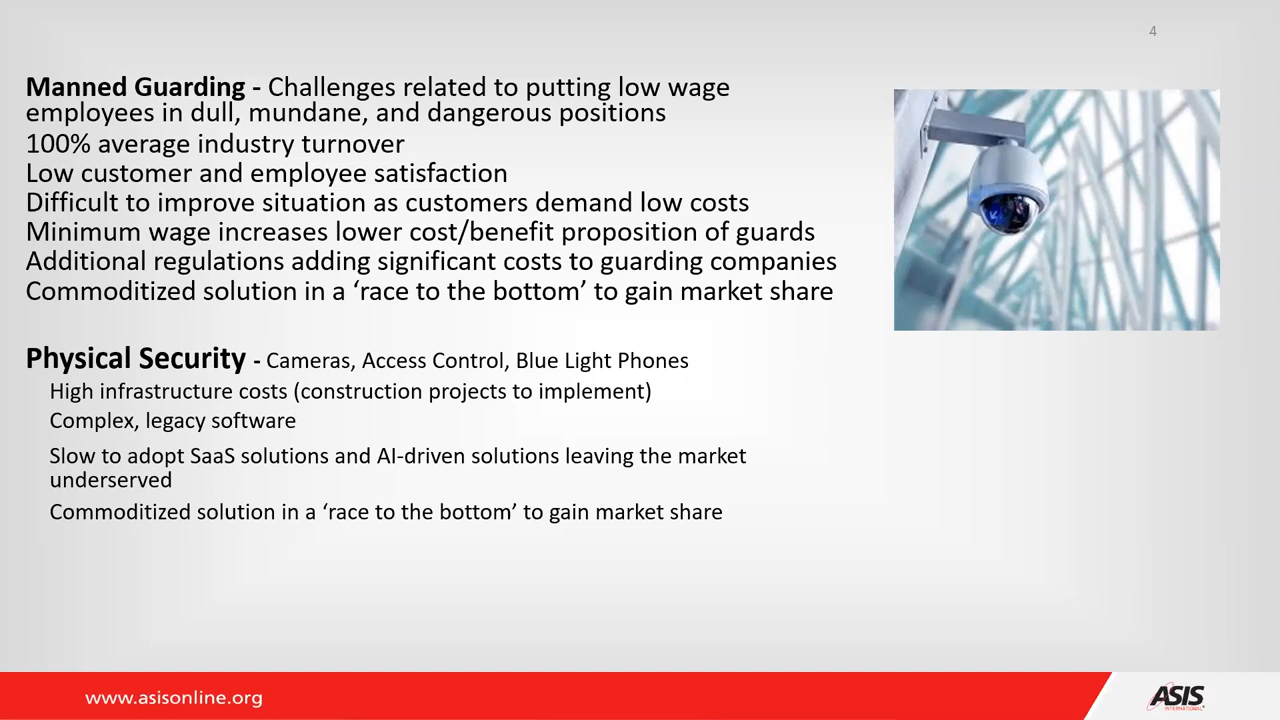 4
Manned Guarding - Challenges related to putting low wage
employees in dull, mundane, and dangerous positions
100% average industry turnover
Low customer and employee satisfaction
Difficult to improve situation as customers demand low costs
Minimum wage increases lower cost/benefit proposition of guards
Additional regulations adding significant costs to guarding companies
Commoditized solution in a ‘race to the bottom’ to gain market share
Physical Security - Cameras, Access Control, Blue Light Phones
High infrastructure costs (construction projects to implement)
Complex, legacy software
Slow to adopt SaaS solutions and AI-driven solutions leaving the market
underserved
Commoditized solution in a ‘race to the bottom’ to gain market share
www.asisonline.org
ASIS
INTERNATIONAL